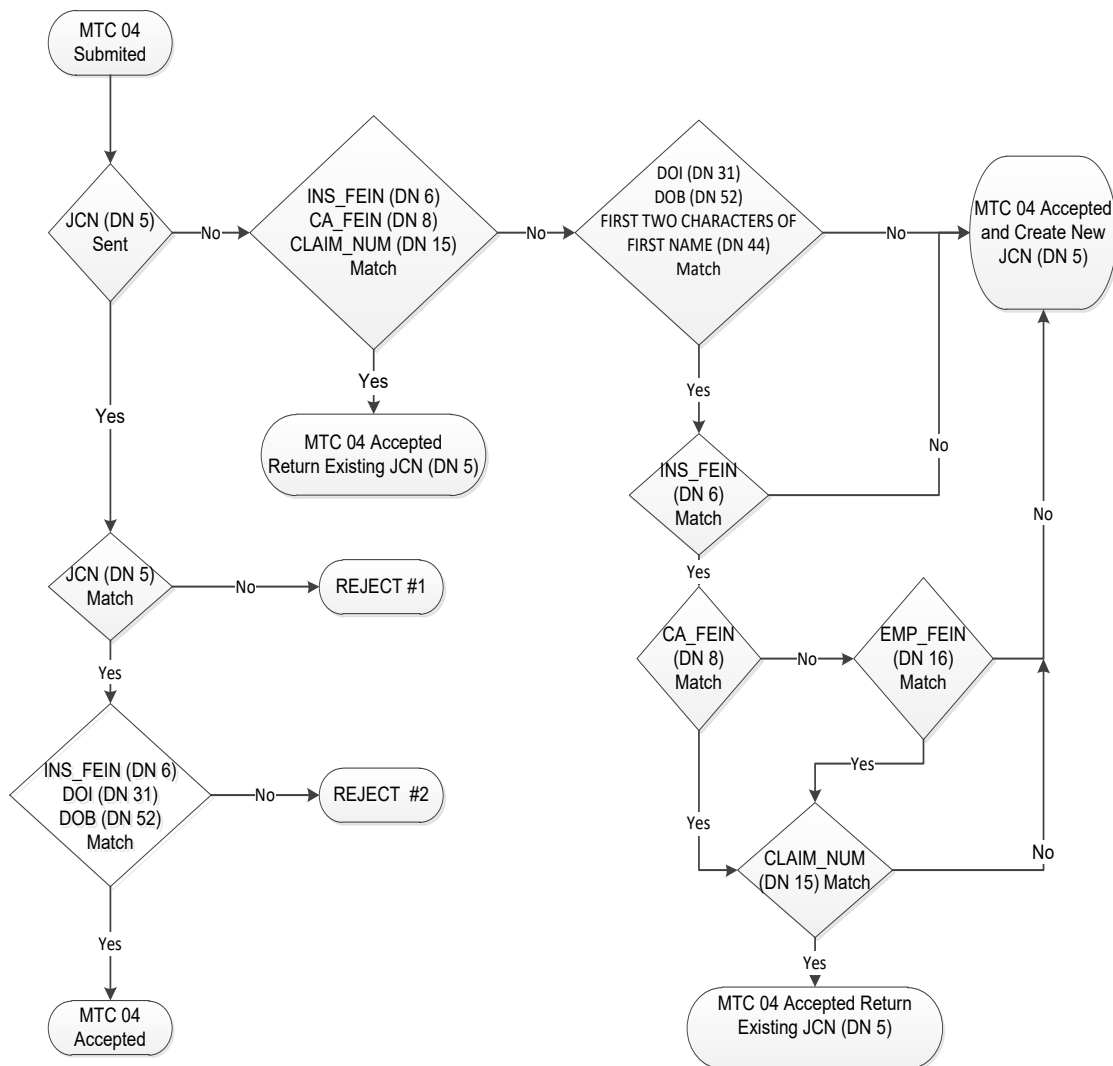 MTC 04
Submited
JCN (DN 5)
Sent
No
INS_FEIN (DN 6)
CA_FEIN (DN 8)
CLAIM_NUM (DN 15)
Match
No
DOI (DN 31)
DOB (DN 52)
FIRST TWO CHARACTERS OF
FIRST NAME (DN 44)
Match
No
MTC 04 Accepted
and Create New
JCN (DN 5)
Yes
Yes
Yes
MTC 04 Accepted
Return Existing JCN (DN 5)
INS_FEIN
(DN 6)
Match
No
Yes
No
JCN (DN 5)
Match
No
REJECT #1
Yes
CA_FEIN
(DN 8)
Match
No
EMP_FEIN
(DN 16)
Match
Yes
Yes
INS_FEIN (DN 6)
DOI (DN 31)
DOB (DN 52)
Match
No
REJECT #2
CLAIM_NUM
(DN 15) Match
No
Yes
Yes
MTC 04
Accepted
MTC 04 Accepted Return
Existing JCN (DN 5)